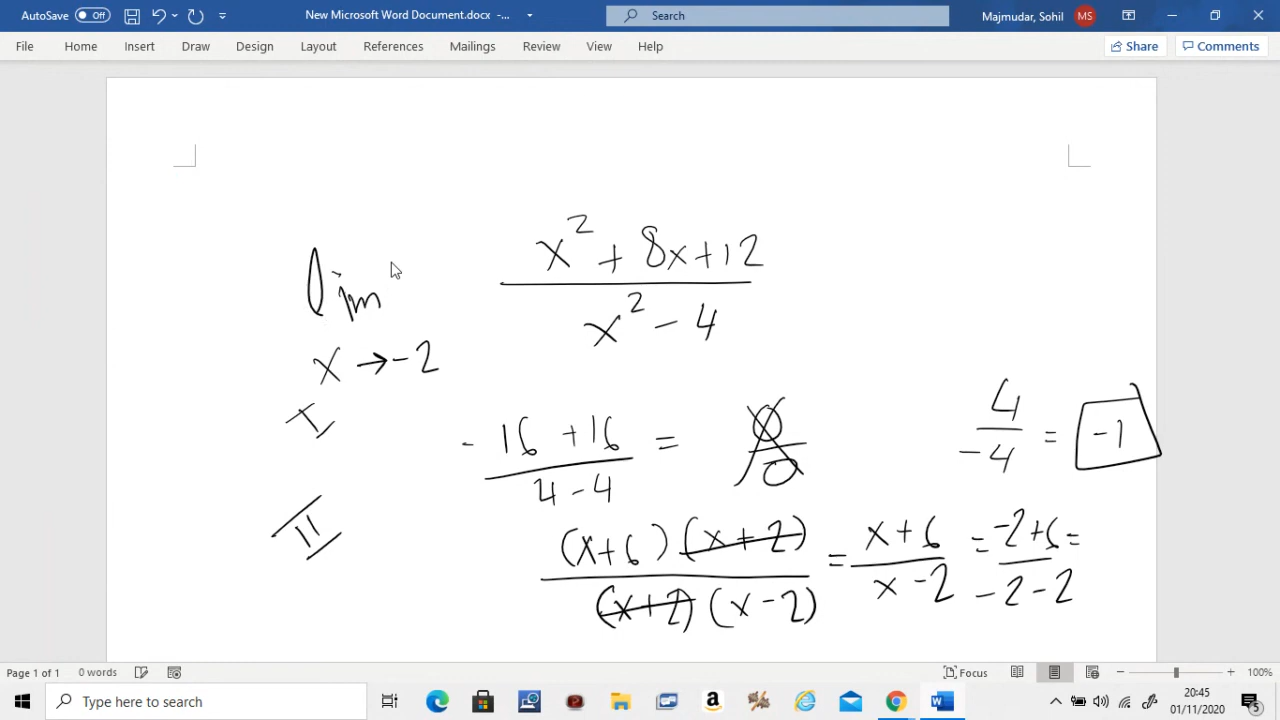 AutoSave Off New Microsoft Word Document.docx -... Search Majmudar, Sohil MS
File Home Insert Draw Design Layout References Mailings Review View Help Share Comments
x² + 8x + 12
lim
x² - 4
x → -2
I
-16 + 16 = 0
4 - 4 0
4 = -1
-4
II
(x+6)(x+2) = x+6 = -2+6 =
(x+2)(x-2) x-2 -2-2
Page 1 of 1 0 words Focus 100%
Type here to search 20:45
01/11/2020 5